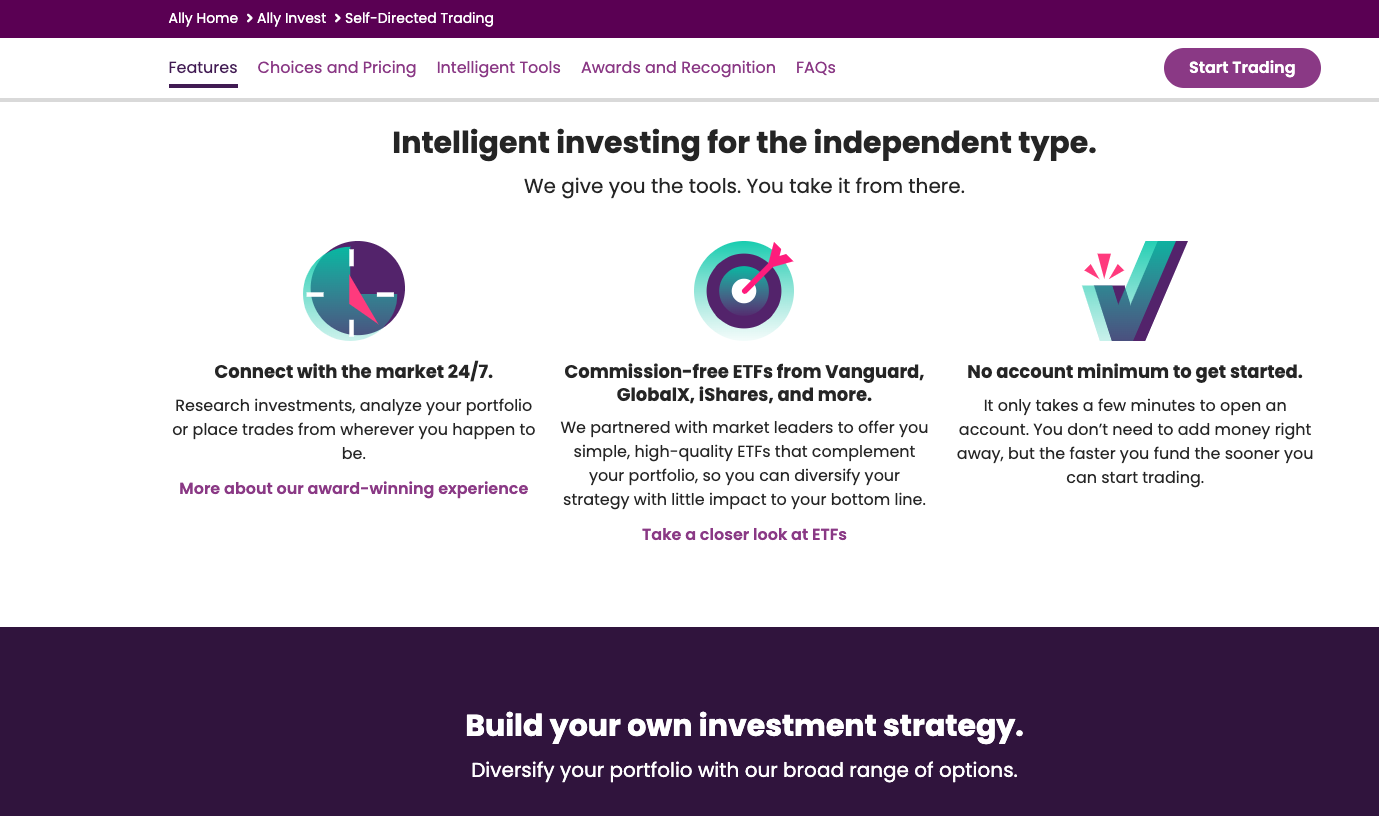 Ally Home > Ally Invest > Self-Directed Trading
Features Choices and Pricing Intelligent Tools Awards and Recognition FAQs Start Trading
Intelligent investing for the independent type.
We give you the tools. You take it from there.
Connect with the market 24/7.
Research investments, analyze your portfolio
or place trades from wherever you happen to
be.
More about our award-winning experience
Commission-free ETFs from Vanguard,
GlobalX, iShares, and more.
We partnered with market leaders to offer you
simple, high-quality ETFs that complement
your portfolio, so you can diversify your
strategy with little impact to your bottom line.
Take a closer look at ETFs
No account minimum to get started.
It only takes a few minutes to open an
account. You don’t need to add money right
away, but the faster you fund the sooner you
can start trading.
Build your own investment strategy.
Diversify your portfolio with our broad range of options.